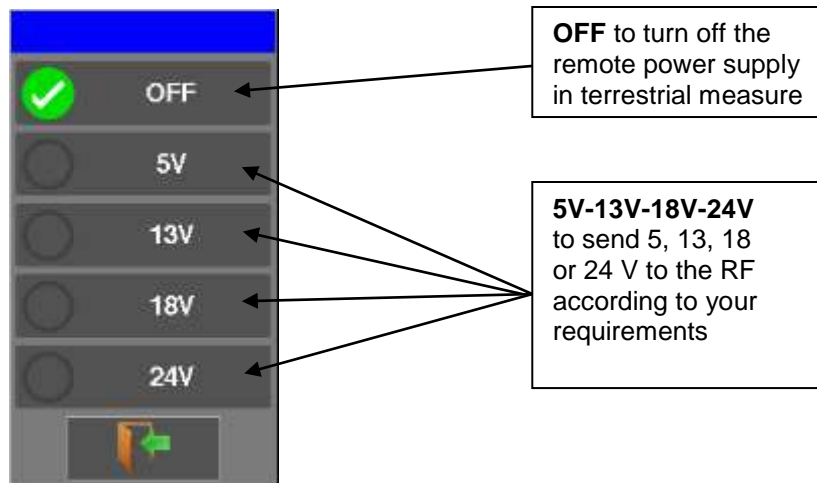 OFF
5V
13V
18V
24V
OFF to turn off the
remote power supply
in terrestrial measure
5V-13V-18V-24V
to send 5, 13, 18
or 24 V to the RF
according to your
requirements